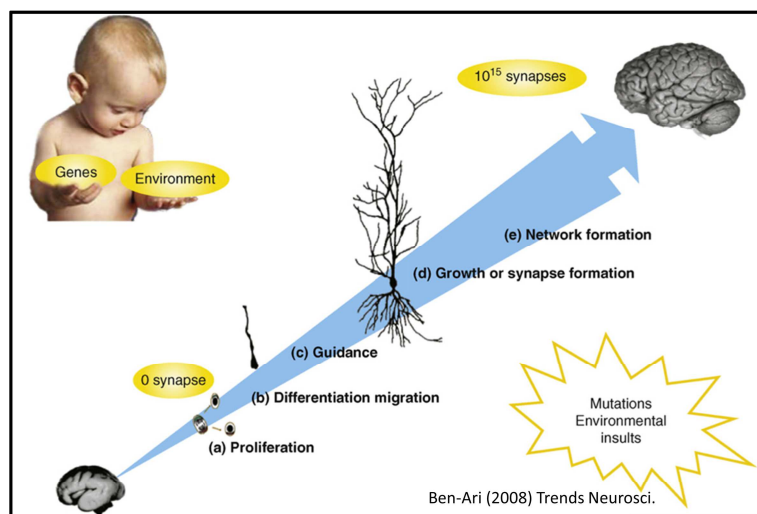 10¹⁵ synapses
Genes
Environment
(e) Network formation
(d) Growth or synapse formation
(c) Guidance
0 synapse
(b) Differentiation migration
(a) Proliferation
Mutations
Environmental
insults
Ben-Ari (2008) Trends Neurosci.